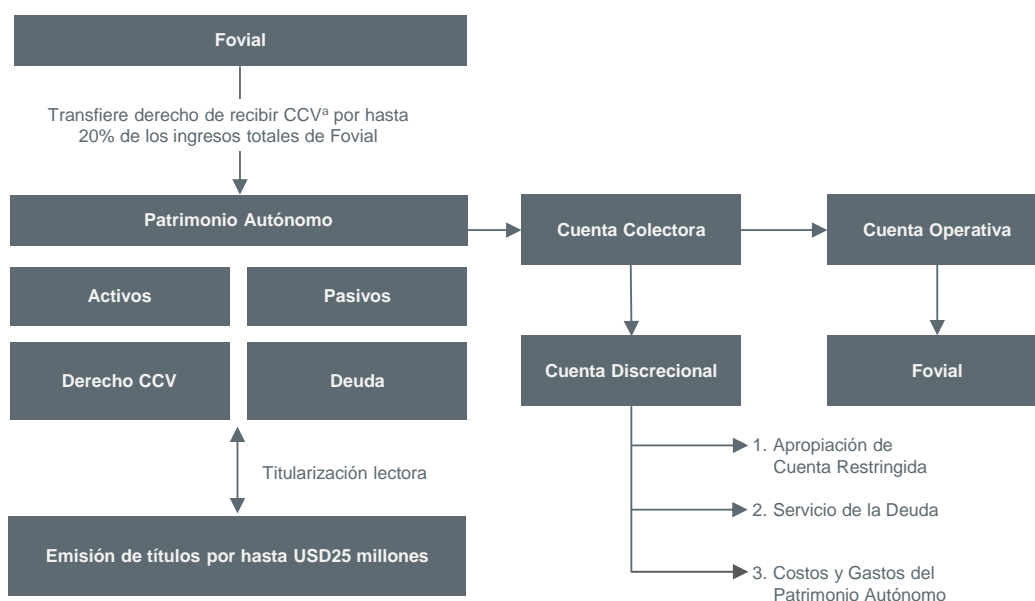 Fovial
Transfiere derecho de recibir CCVª por hasta
20% de los ingresos totales de Fovial
Patrimonio Autónomo
Cuenta Colectora
Cuenta Operativa
Activos
Pasivos
Derecho CCV
Deuda
Cuenta Discrecional
Fovial
Titularización lectora
1. Apropiación de
Cuenta Restringida
2. Servicio de la Deuda
3. Costos y Gastos del
Patrimonio Autónomo
Emisión de títulos por hasta USD25 millones